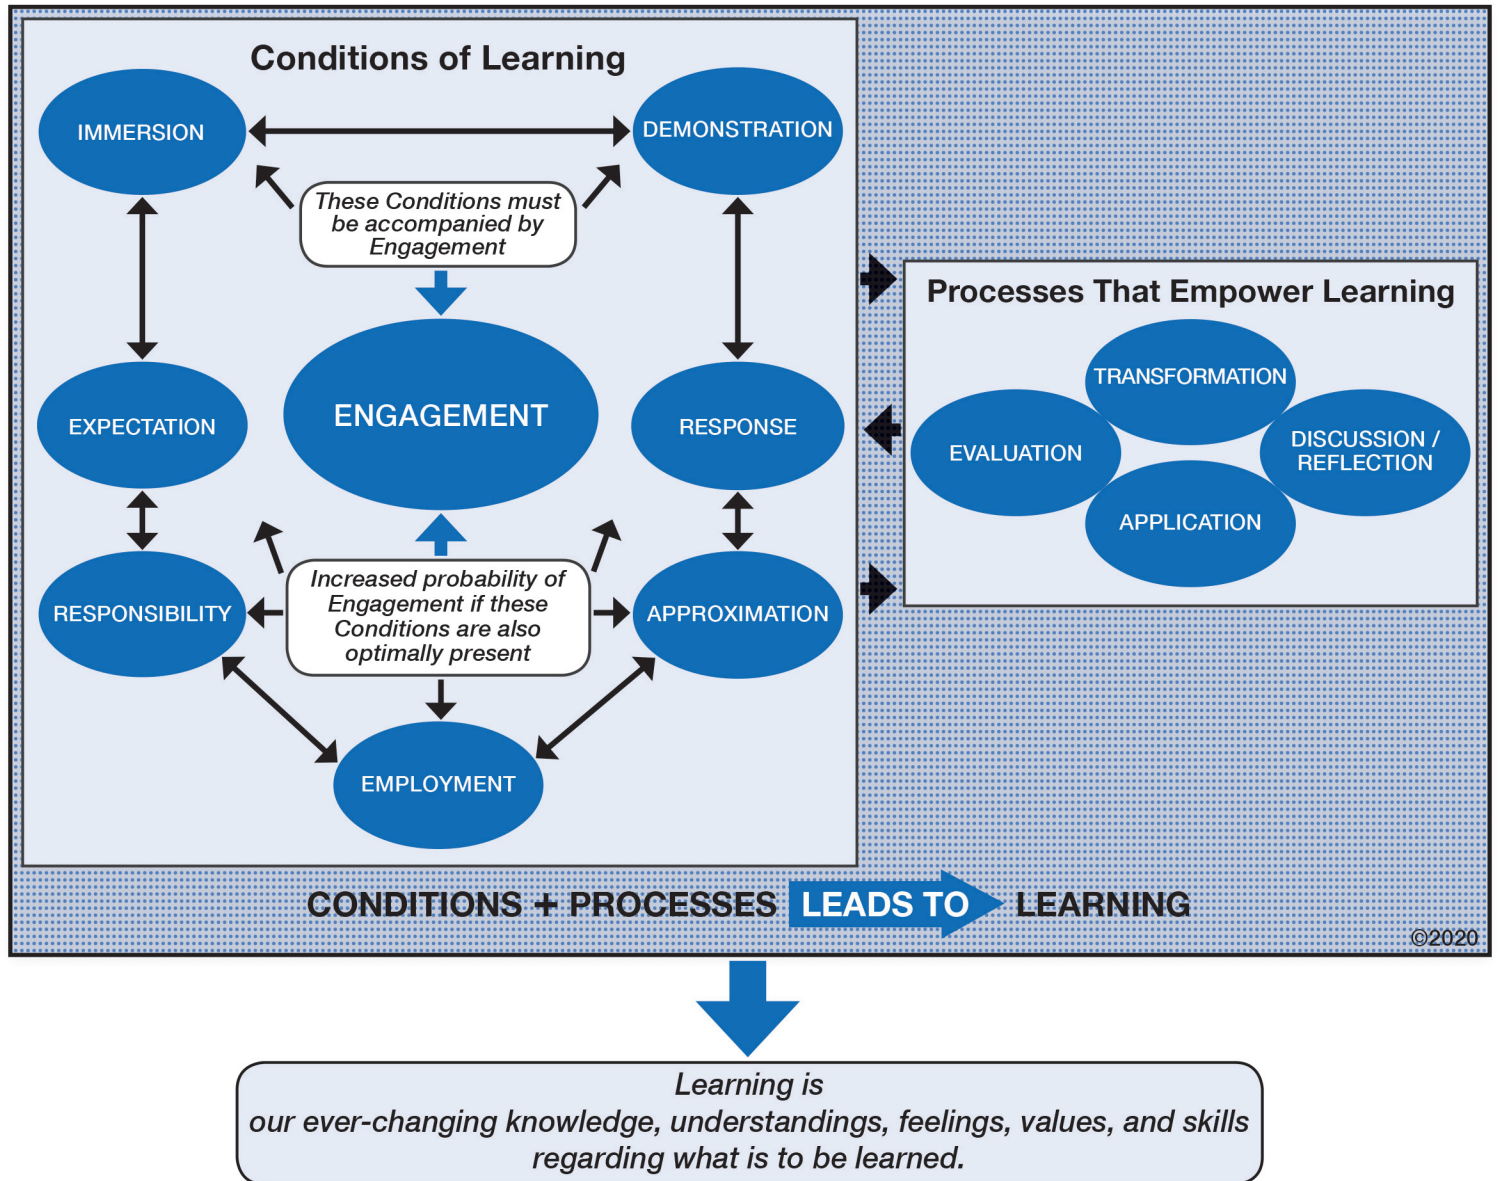 Conditions of Learning
IMMERSION
DEMONSTRATION
These Conditions must
be accompanied by
Engagement
EXPECTATION
ENGAGEMENT
RESPONSE
RESPONSIBILITY
Increased probability of
Engagement if these
Conditions are also
optimally present
APPROXIMATION
EMPLOYMENT
Processes That Empower Learning
TRANSFORMATION
EVALUATION
DISCUSSION /
REFLECTION
APPLICATION
CONDITIONS + PROCESSES LEADS TO LEARNING
©2020
Learning is
our ever-changing knowledge, understandings, feelings, values, and skills
regarding what is to be learned.